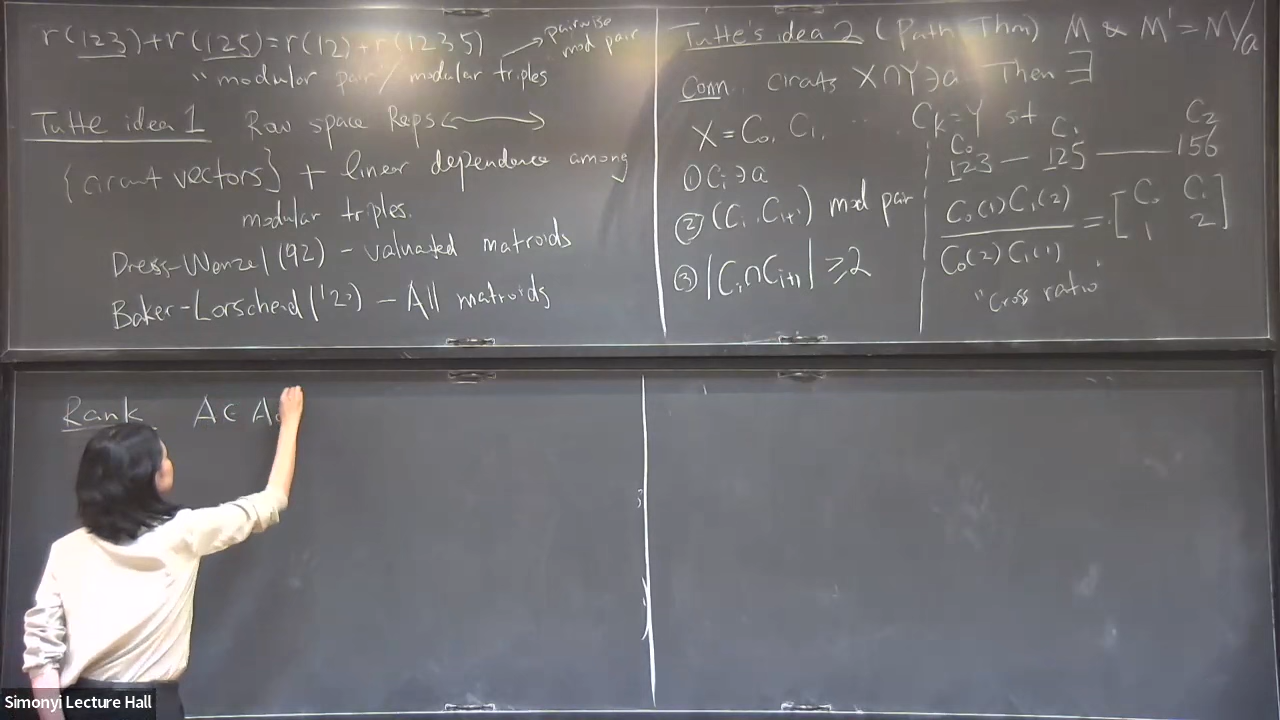 r(123)+r(125)=r(12)+r(1235)
pairwise mod pair
"modular pair" / modular triples
Tutte idea 1 Row space Reps ⟷
{circuit vectors} + linear dependence among
modular triples.
Dress-Wenzel (92) – valuated matroids
– All matroids
Tutte's idea 2 (Path Thm) M & M' = M/a
Conn. circuits X∩Y∋a Then ∃
X = C₀, C₁, ... Cₖ=Y st
① Cᵢ∋a
② (Cᵢ, Cᵢ₊₁) mod pair
③ |Cᵢ∩Cᵢ₊₁| ≥2
C₀ C₁ C₂
123 — 125 — 156
C₀(1)C₁(2) / C₀(2)C₁(1) = [C₀ C₁ / 1 2]
"Cross ratio"
Rank A∈
Simonyi Lecture Hall